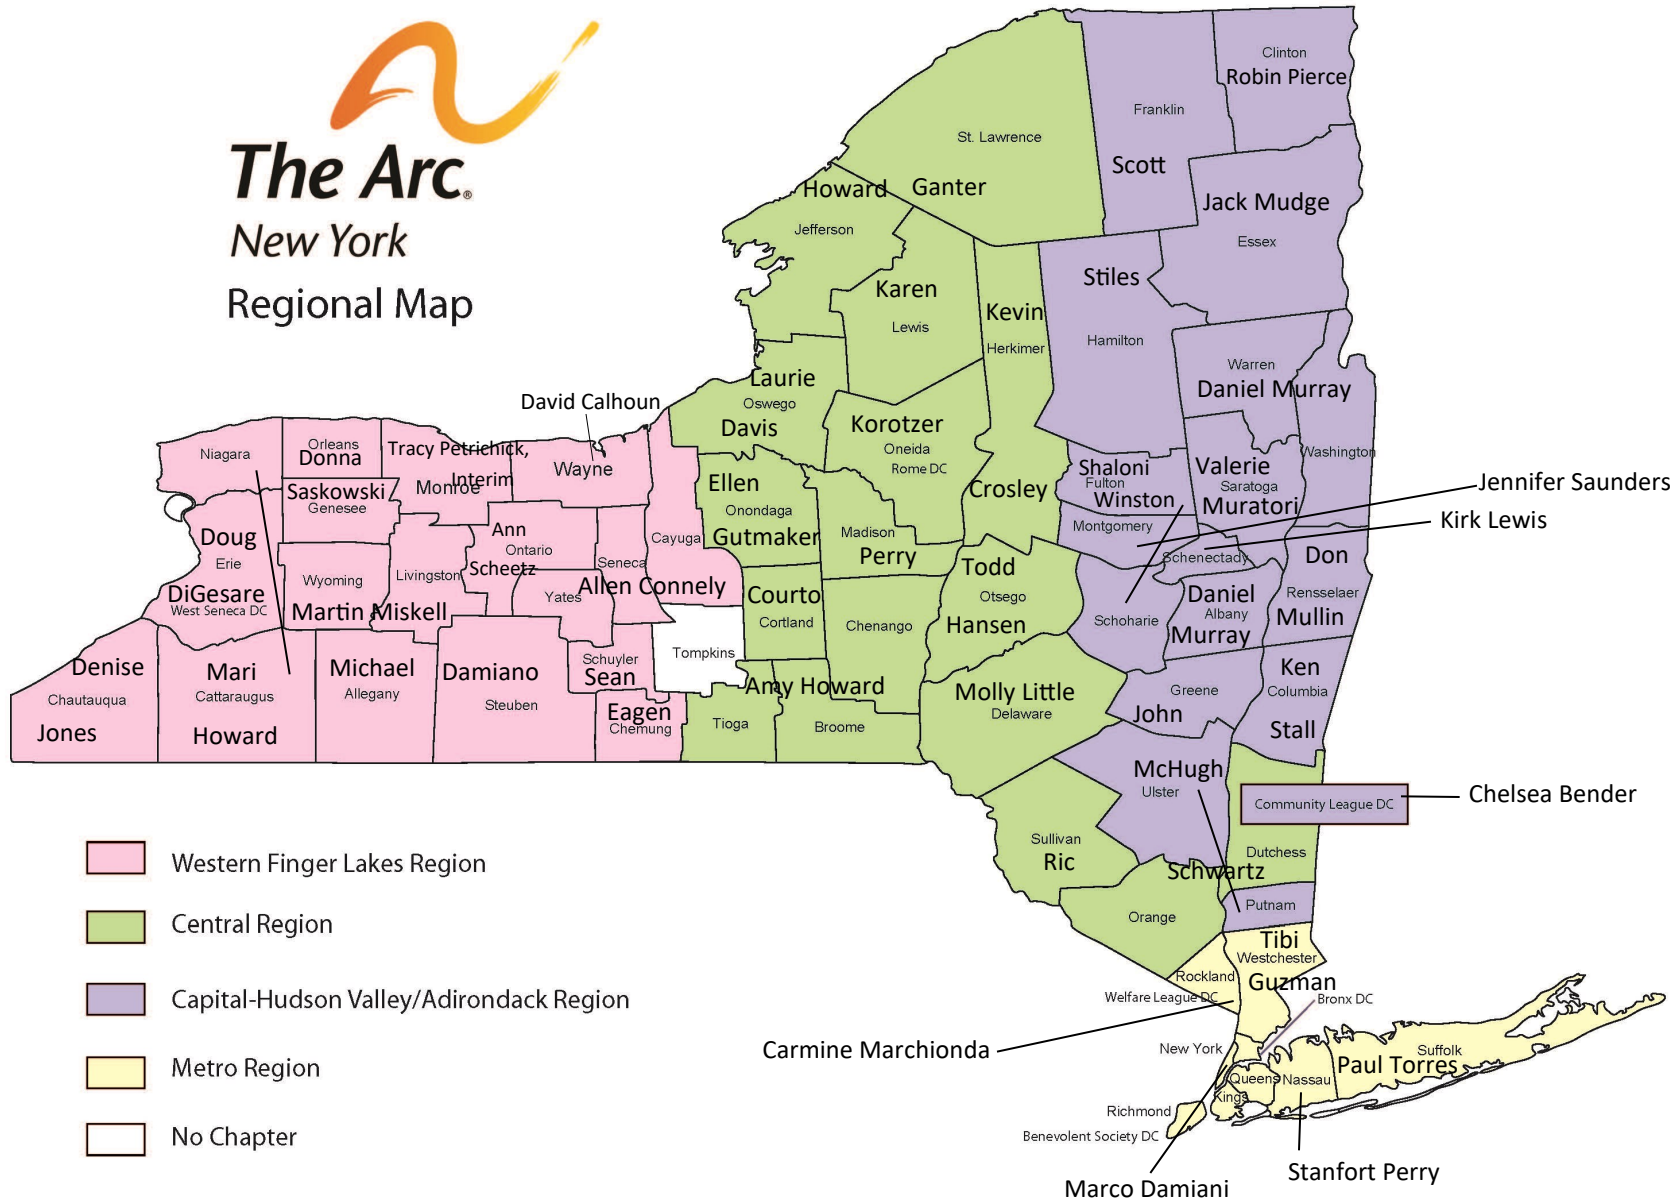 The Arc®
New York
Regional Map
Clinton
Robin Pierce
Franklin
Scott
St. Lawrence
Howard Ganter
Jefferson
Jack Mudge
Essex
Stiles
Hamilton
Karen
Lewis
Kevin
Herkimer
Crosley
Warren
Daniel Murray
Washington
Laurie
Oswego
Davis
David Calhoun
Wayne
Korotzer
Oneida
Rome DC
Niagara
Orleans
Donna
Saskowski
Genesee
Tracy Petrichick,
Interim
Monroe
Ellen
Onondaga
Gutmaker
Shaloni
Fulton
Winston
Montgomery
Valerie
Saratoga
Muratori
Jennifer Saunders
Kirk Lewis
Schenectady
Doug
Erie
DiGesare
West Seneca DC
Wyoming
Livingston
Martin Miskell
Ann
Ontario
Scheetz
Yates
Seneca
Cayuga
Allen Connely
Madison
Perry
Todd
Otsego
Hansen
Courto
Cortland
Chenango
Schoharie
Daniel
Albany
Murray
Don
Rensselaer
Mullin
Denise
Chautauqua
Jones
Mari
Cattaraugus
Howard
Michael
Allegany
Damiano
Steuben
Schuyler
Sean
Eagen
Chemung
Tompkins
Amy Howard
Tioga
Broome
Molly Little
Delaware
Greene
John
Ken
Columbia
Stall
McHugh
Ulster
Community League DC
Chelsea Bender
Dutchess
Sullivan
Ric
Schwartz
Orange
Putnam
Western Finger Lakes Region
Central Region
Capital-Hudson Valley/Adirondack Region
Metro Region
No Chapter
Tibi
Westchester
Guzman
Rockland
Welfare League DC
Bronx DC
Carmine Marchionda
New York
Queens
Kings
Nassau
Suffolk
Paul Torres
Richmond
Benevolent Society DC
Marco Damiani
Stanfort Perry